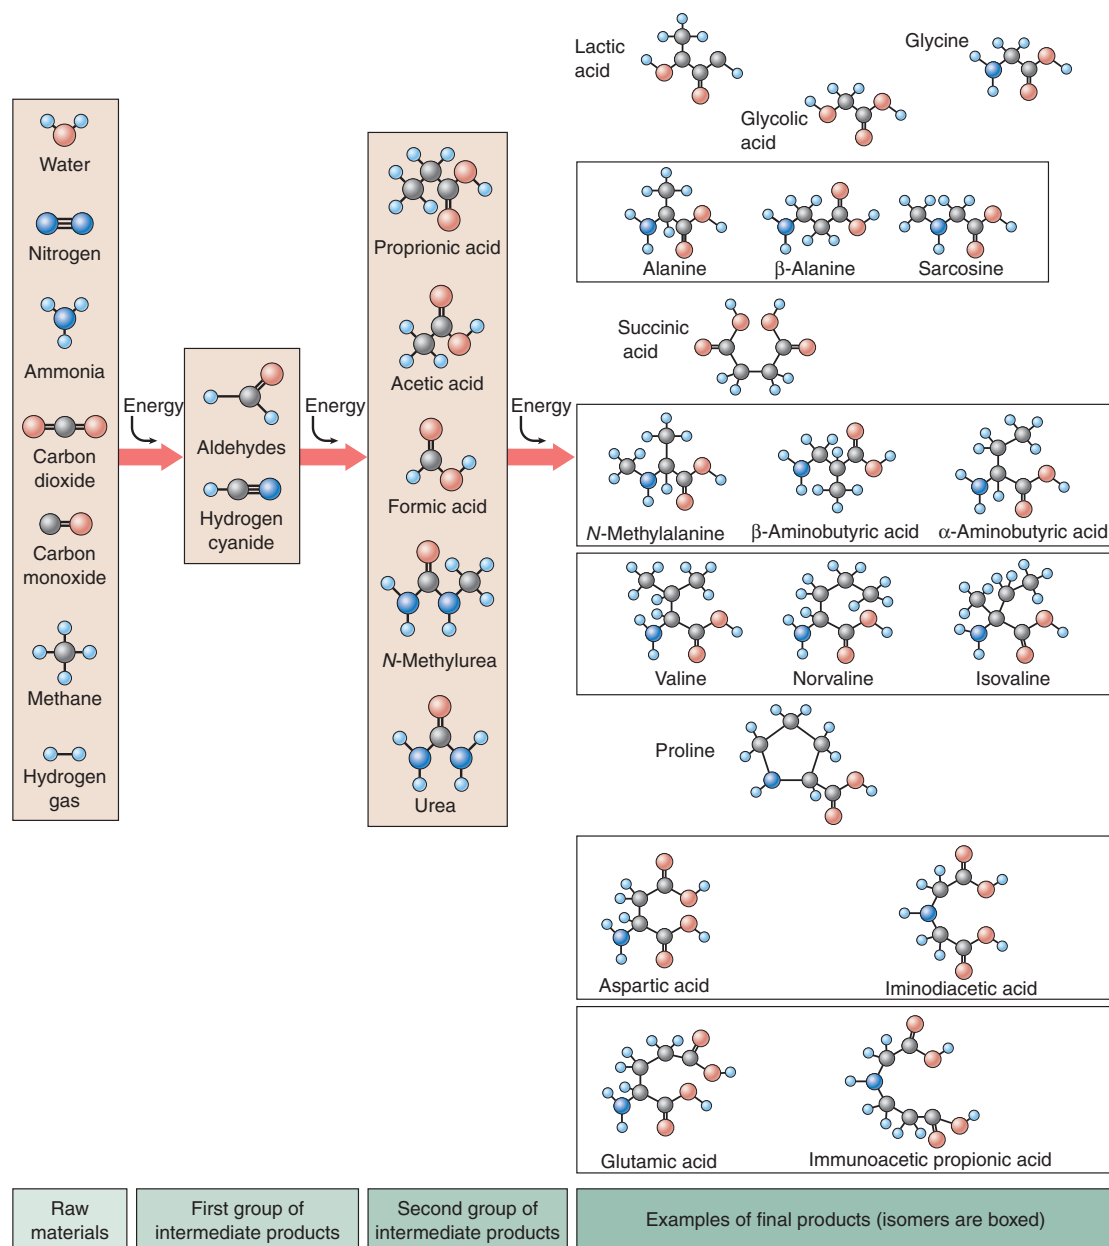 Water
Nitrogen
Ammonia
Carbon
dioxide
Carbon
monoxide
Methane
Hydrogen
gas
Energy
Aldehydes
Hydrogen
cyanide
Energy
Proprionic acid
Acetic acid
Formic acid
N-Methylurea
Urea
Energy
Lactic
acid
Glycine
Glycolic
acid
Alanine
β-Alanine
Sarcosine
Succinic
acid
N-Methylalanine
β-Aminobutyric acid
α-Aminobutyric acid
Valine
Norvaline
Isovaline
Proline
Aspartic acid
Iminodiacetic acid
Glutamic acid
Immunoacetic propionic acid
Raw
materials
First group of
intermediate products
Second group of
intermediate products
Examples of final products (isomers are boxed)